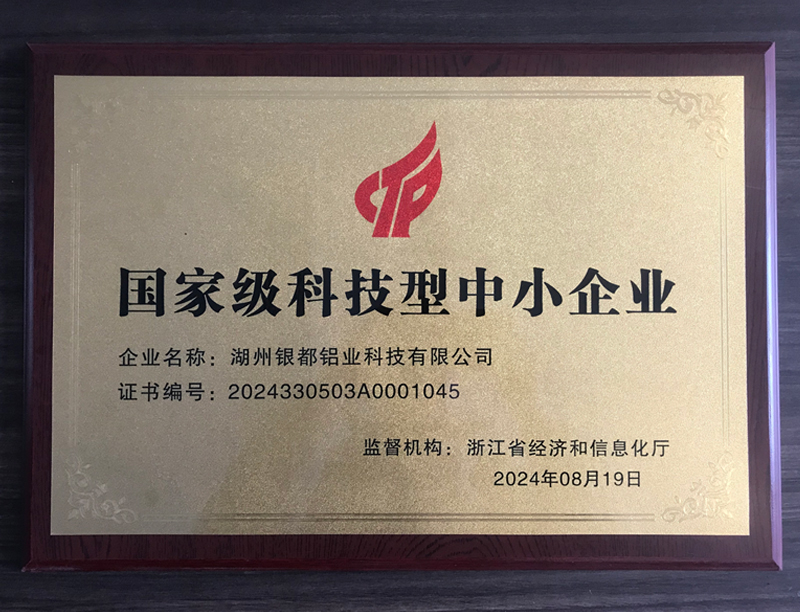 CTP
国家级科技型中小企业
企业名称：湖州银都铝业科技有限公司
证书编号：2024330503A0001045
监督机构：浙江省经济和信息化厅
2024年08月19日